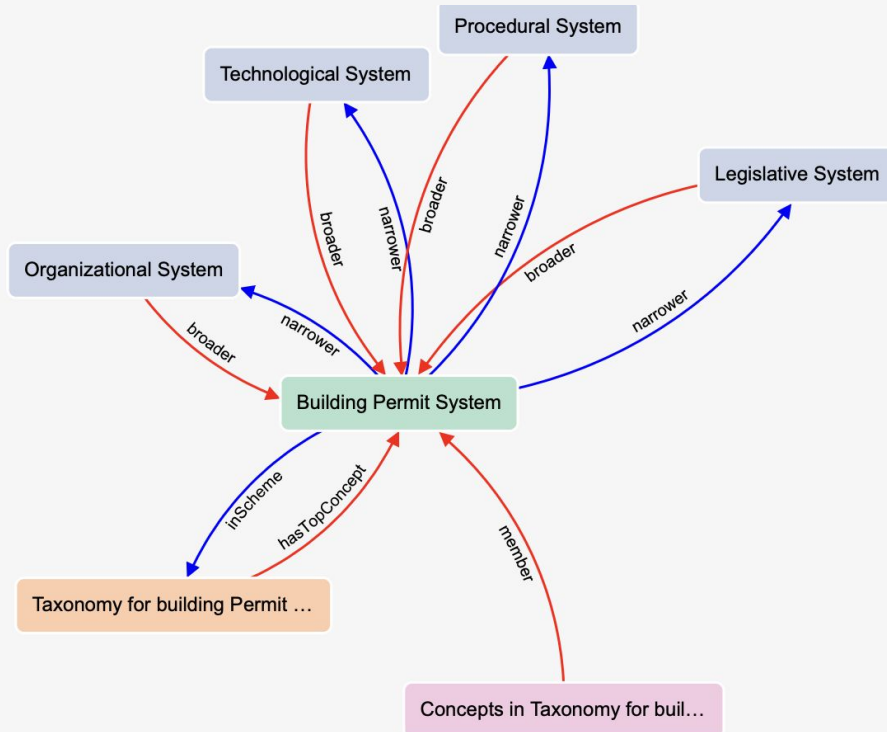 Procedural System
Technological System
Legislative System
broader
narrower
broader
narrower
broader
Organizational System
narrower
broader
narrower
Building Permit System
inScheme
hasTopConcept
member
Taxonomy for building Permit …
Concepts in Taxonomy for buil…